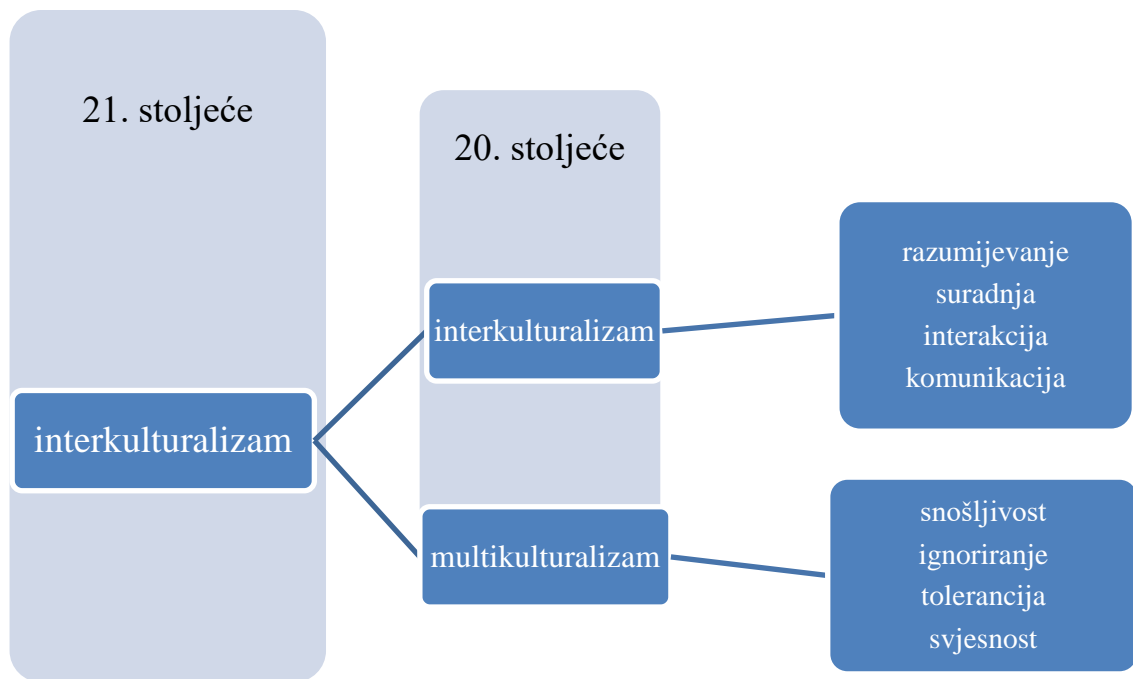 21. stoljeće
interkulturalizam
20. stoljeće
interkulturalizam
multikulturalizam
razumijevanje
suradnja
interakcija
komunikacija
snošljivost
ignoriranje
tolerancija
svjesnost